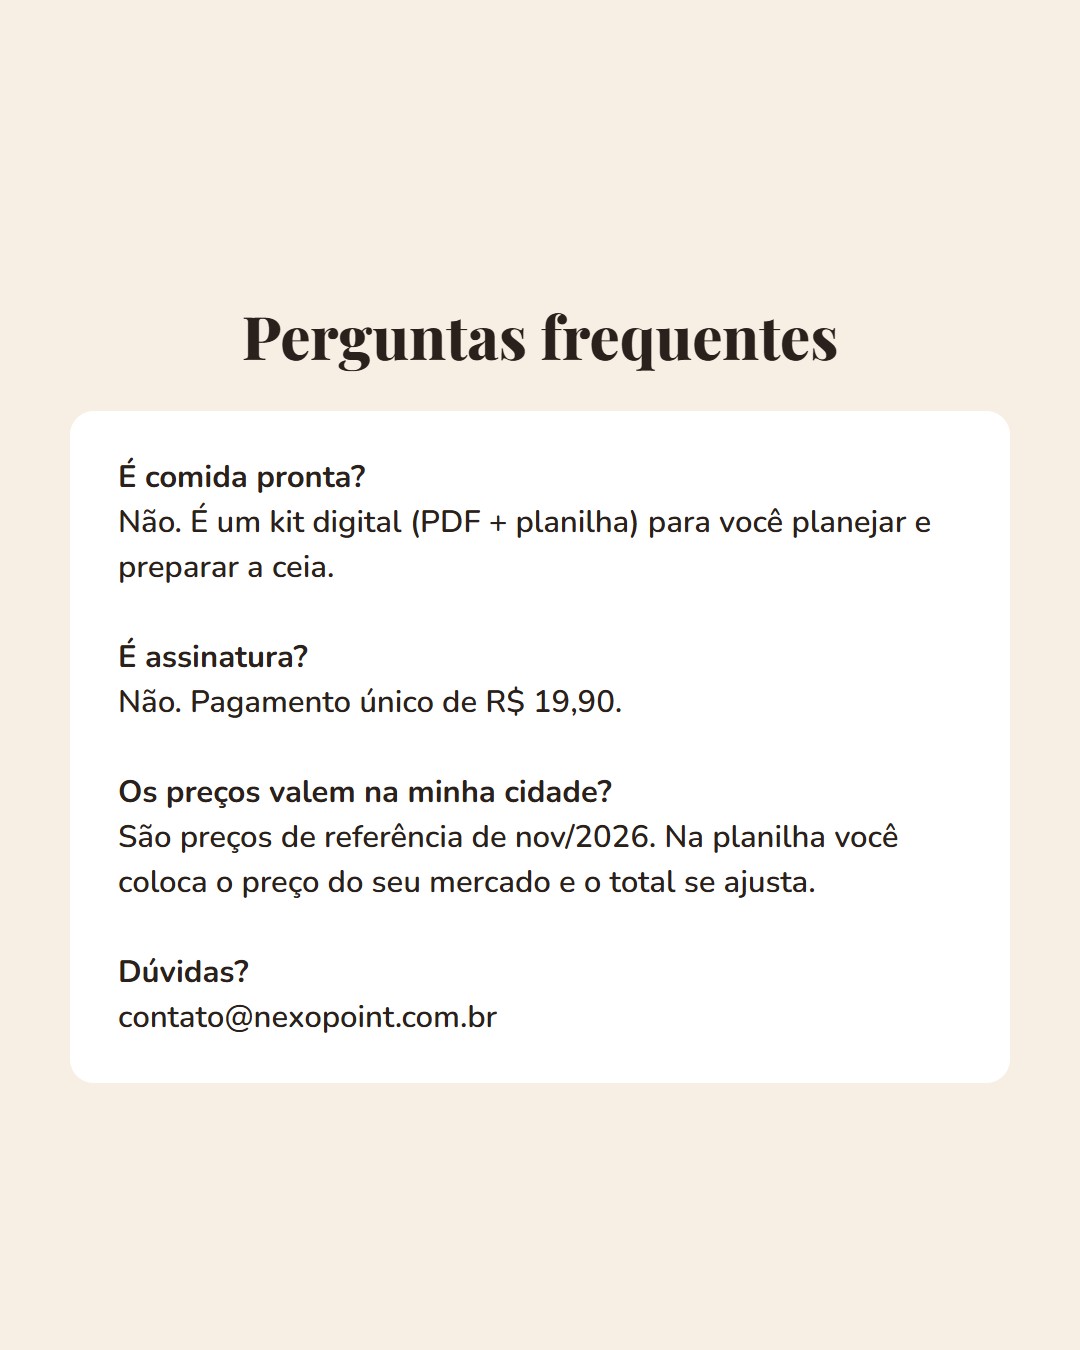 Perguntas frequentes
É comida pronta?
Não. É um kit digital (PDF + planilha) para você planejar e
preparar a ceia.
É assinatura?
Não. Pagamento único de R$ 19,90.
Os preços valem na minha cidade?
São preços de referência de nov/2026. Na planilha você
coloca o preço do seu mercado e o total se ajusta.
Dúvidas?
contato@nexopoint.com.br